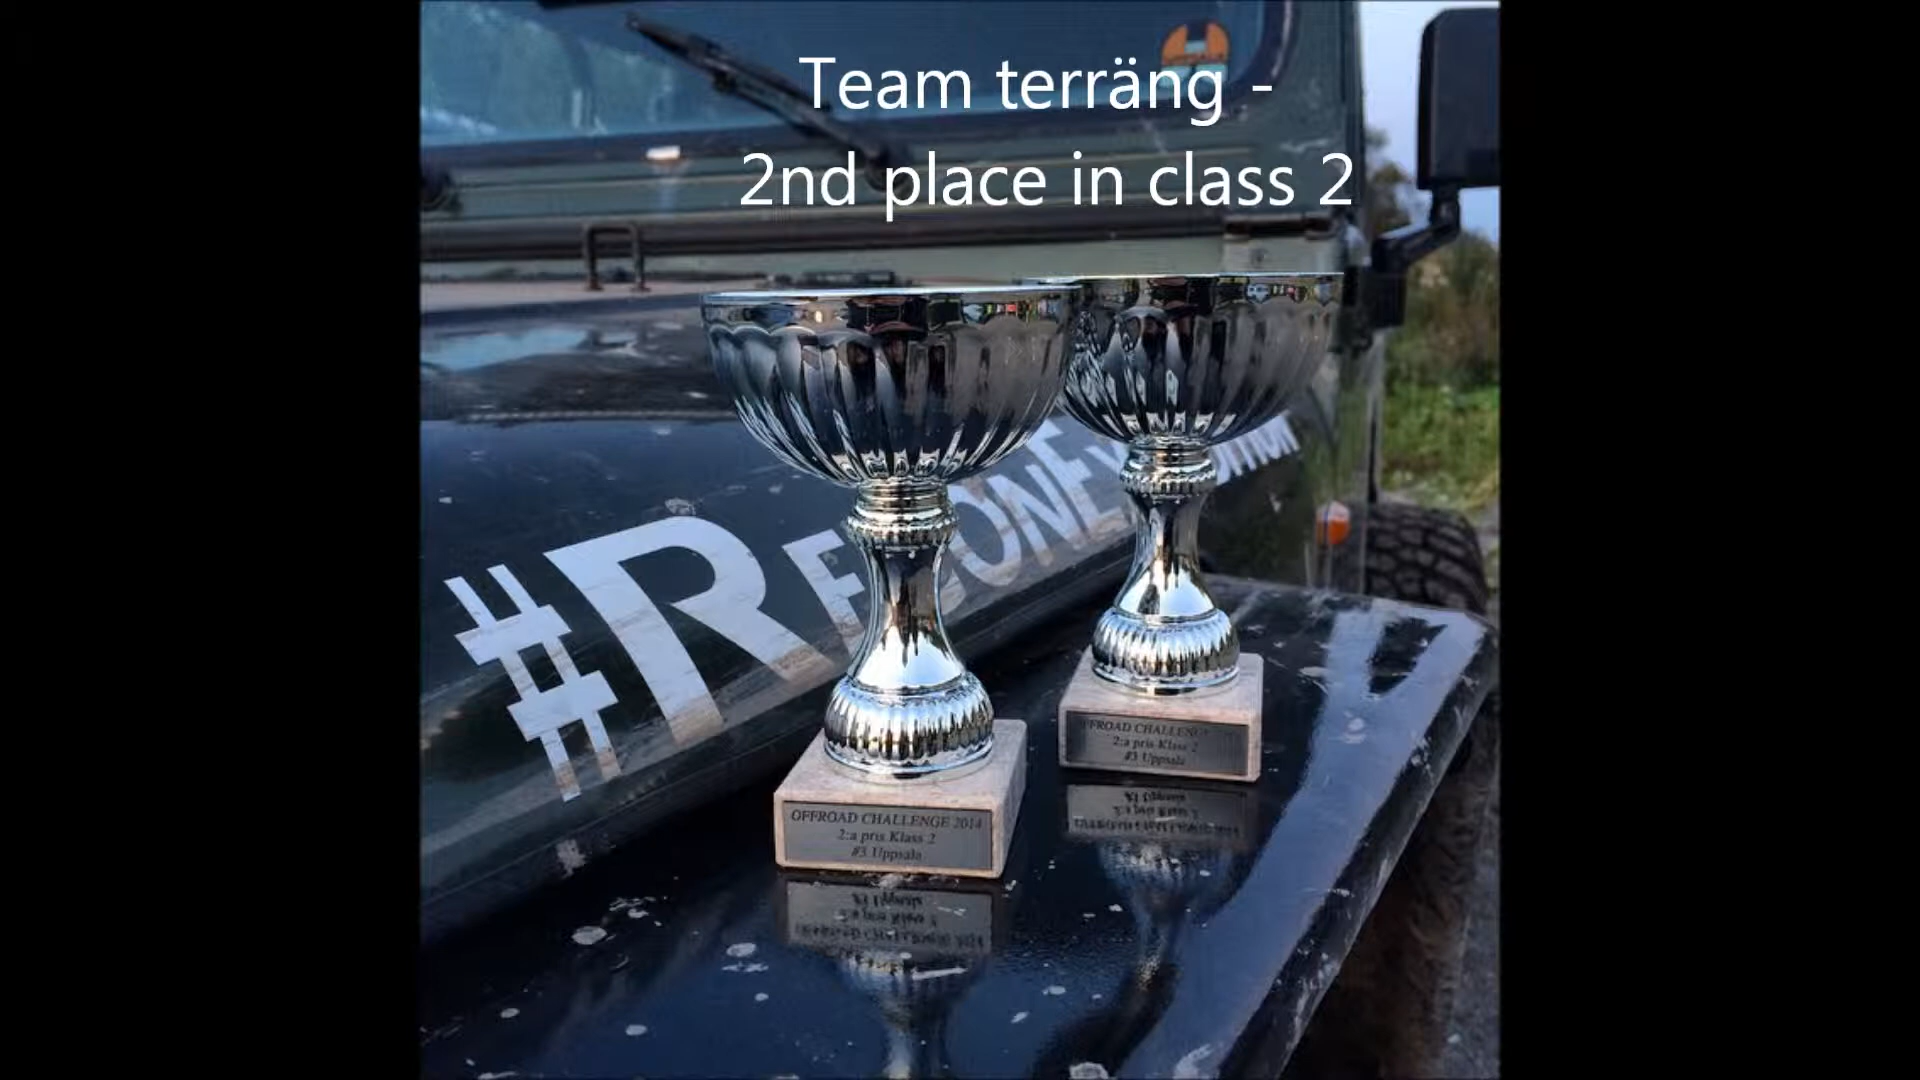 Team terräng -
2nd place in class 2
OFFROAD CHALLENGE 2014
2:a pris Klass 2
#3 Uppsala
2:a pris Klass 2
#3 Uppsala